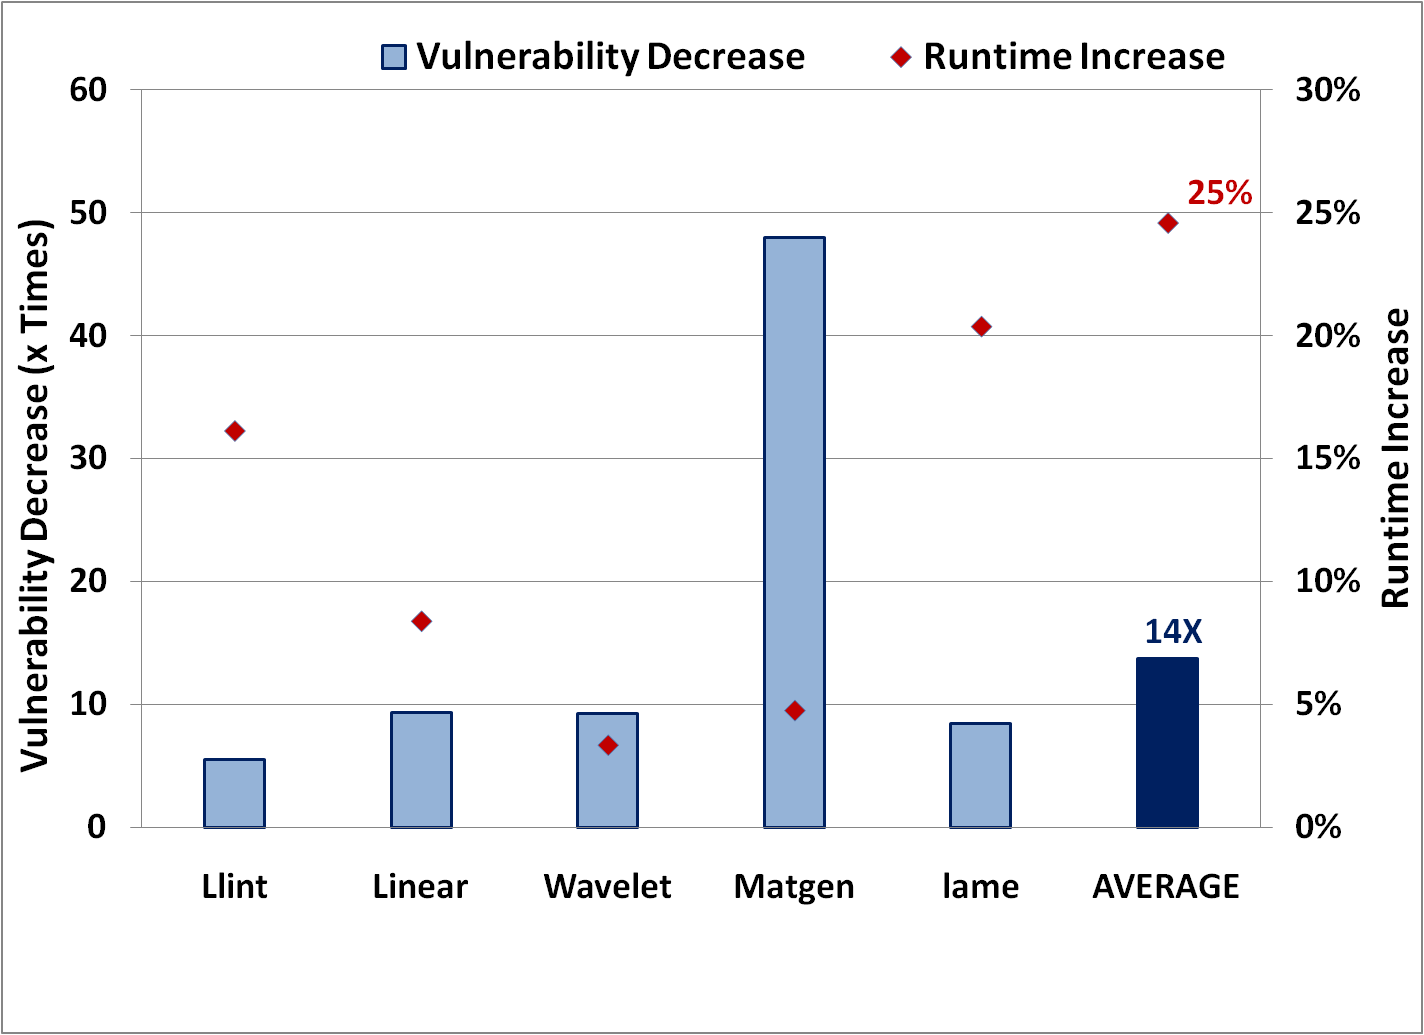 Vulnerability Decrease Runtime Increase
60 30%
25%
50 25%
40 20%
30 15%
20 10%
14X
10 5%
0 0%
Vulnerability Decrease (x Times)
Runtime Increase
Llint Linear Wavelet Matgen lame AVERAGE